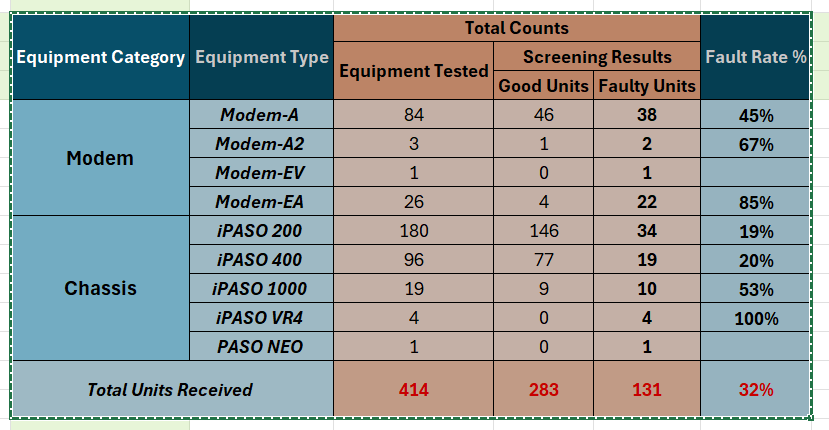 Total Counts
Equipment Category Equipment Type Equipment Tested Screening Results Fault Rate %
Good Units Faulty Units
Modem
Modem-A 84 46 38 45%
Modem-A2 3 1 2 67%
Modem-EV 1 0 1
Modem-EA 26 4 22 85%
Chassis
iPASO 200 180 146 34 19%
iPASO 400 96 77 19 20%
iPASO 1000 19 9 10 53%
iPASO VR4 4 0 4 100%
PASO NEO 1 0 1
Total Units Received 414 283 131 32%